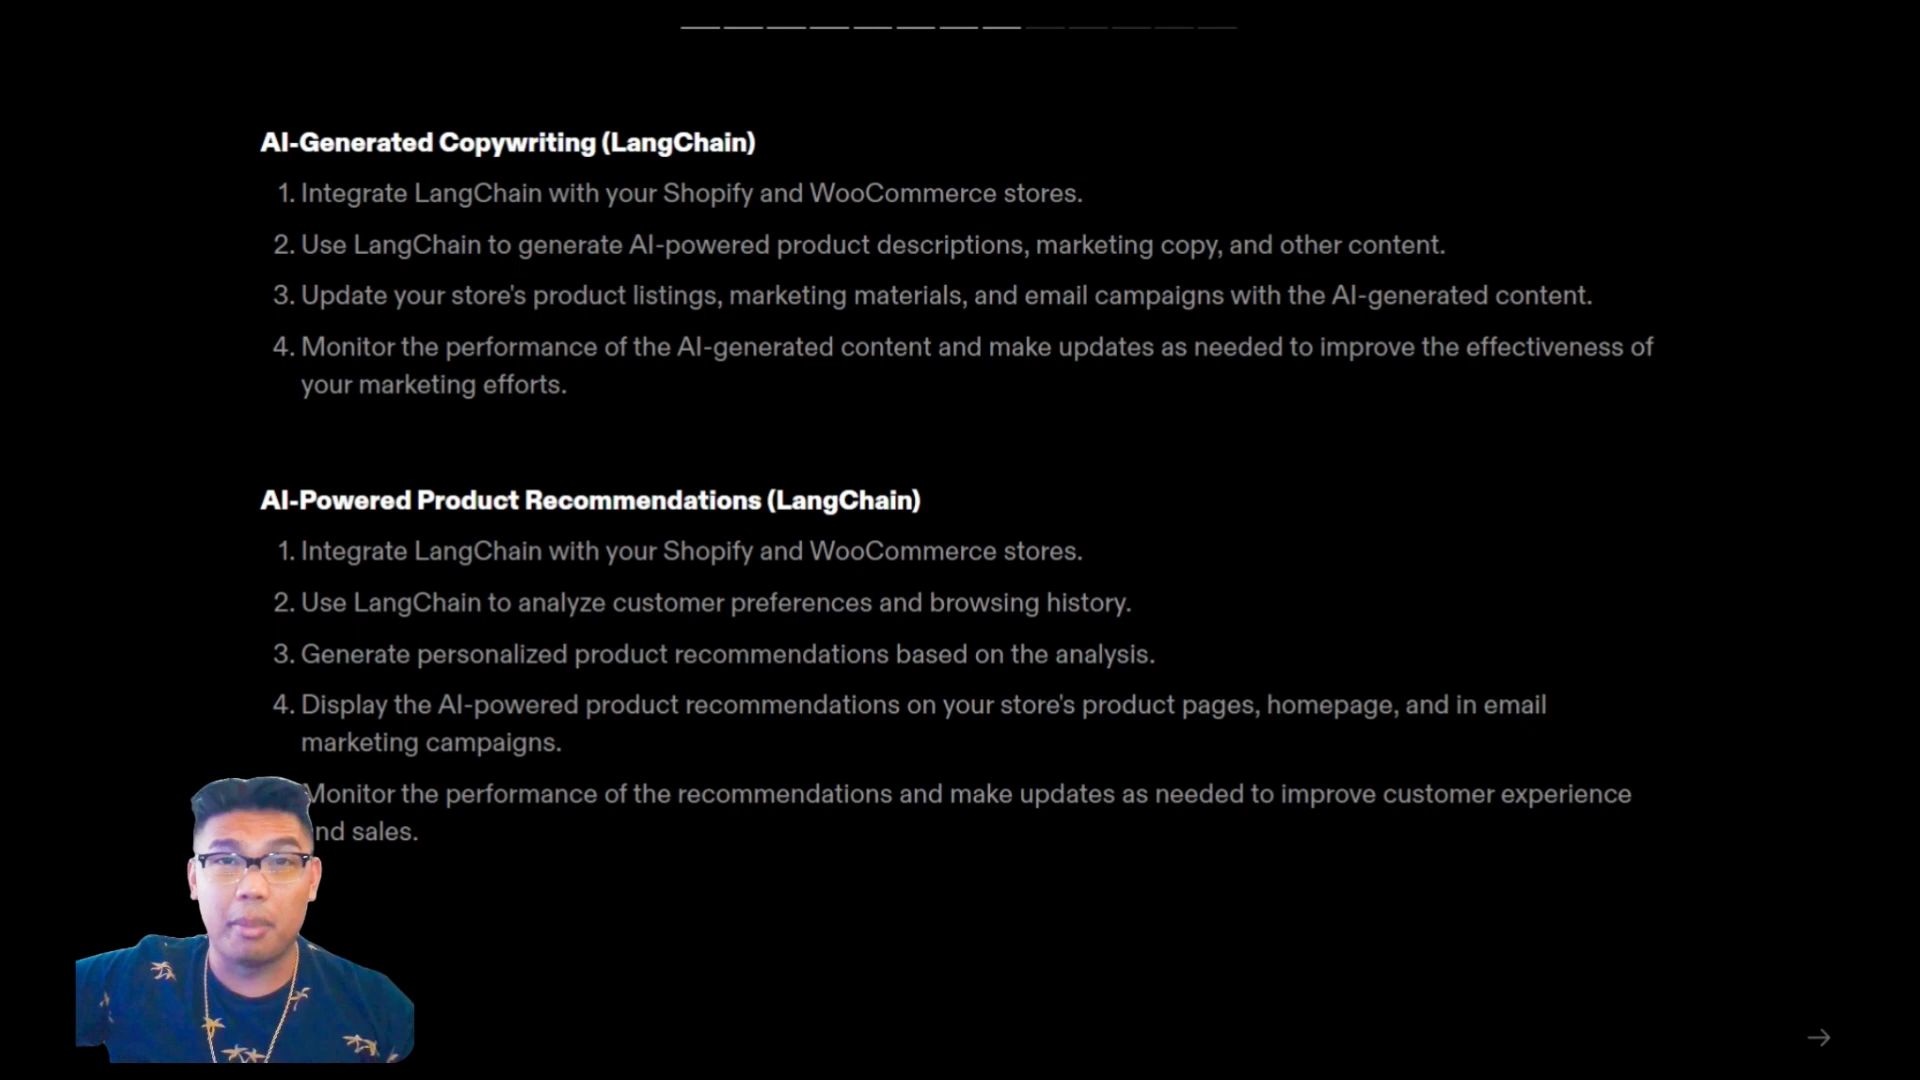 AI-Generated Copywriting (LangChain)
1. Integrate LangChain with your Shopify and WooCommerce stores.
2. Use LangChain to generate AI-powered product descriptions, marketing copy, and other content.
3. Update your store's product listings, marketing materials, and email campaigns with the AI-generated content.
4. Monitor the performance of the AI-generated content and make updates as needed to improve the effectiveness of
your marketing efforts.
AI-Powered Product Recommendations (LangChain)
1. Integrate LangChain with your Shopify and WooCommerce stores.
2. Use LangChain to analyze customer preferences and browsing history.
3. Generate personalized product recommendations based on the analysis.
4. Display the AI-powered product recommendations on your store's product pages, homepage, and in email
marketing campaigns.
Monitor the performance of the recommendations and make updates as needed to improve customer experience
nd sales.